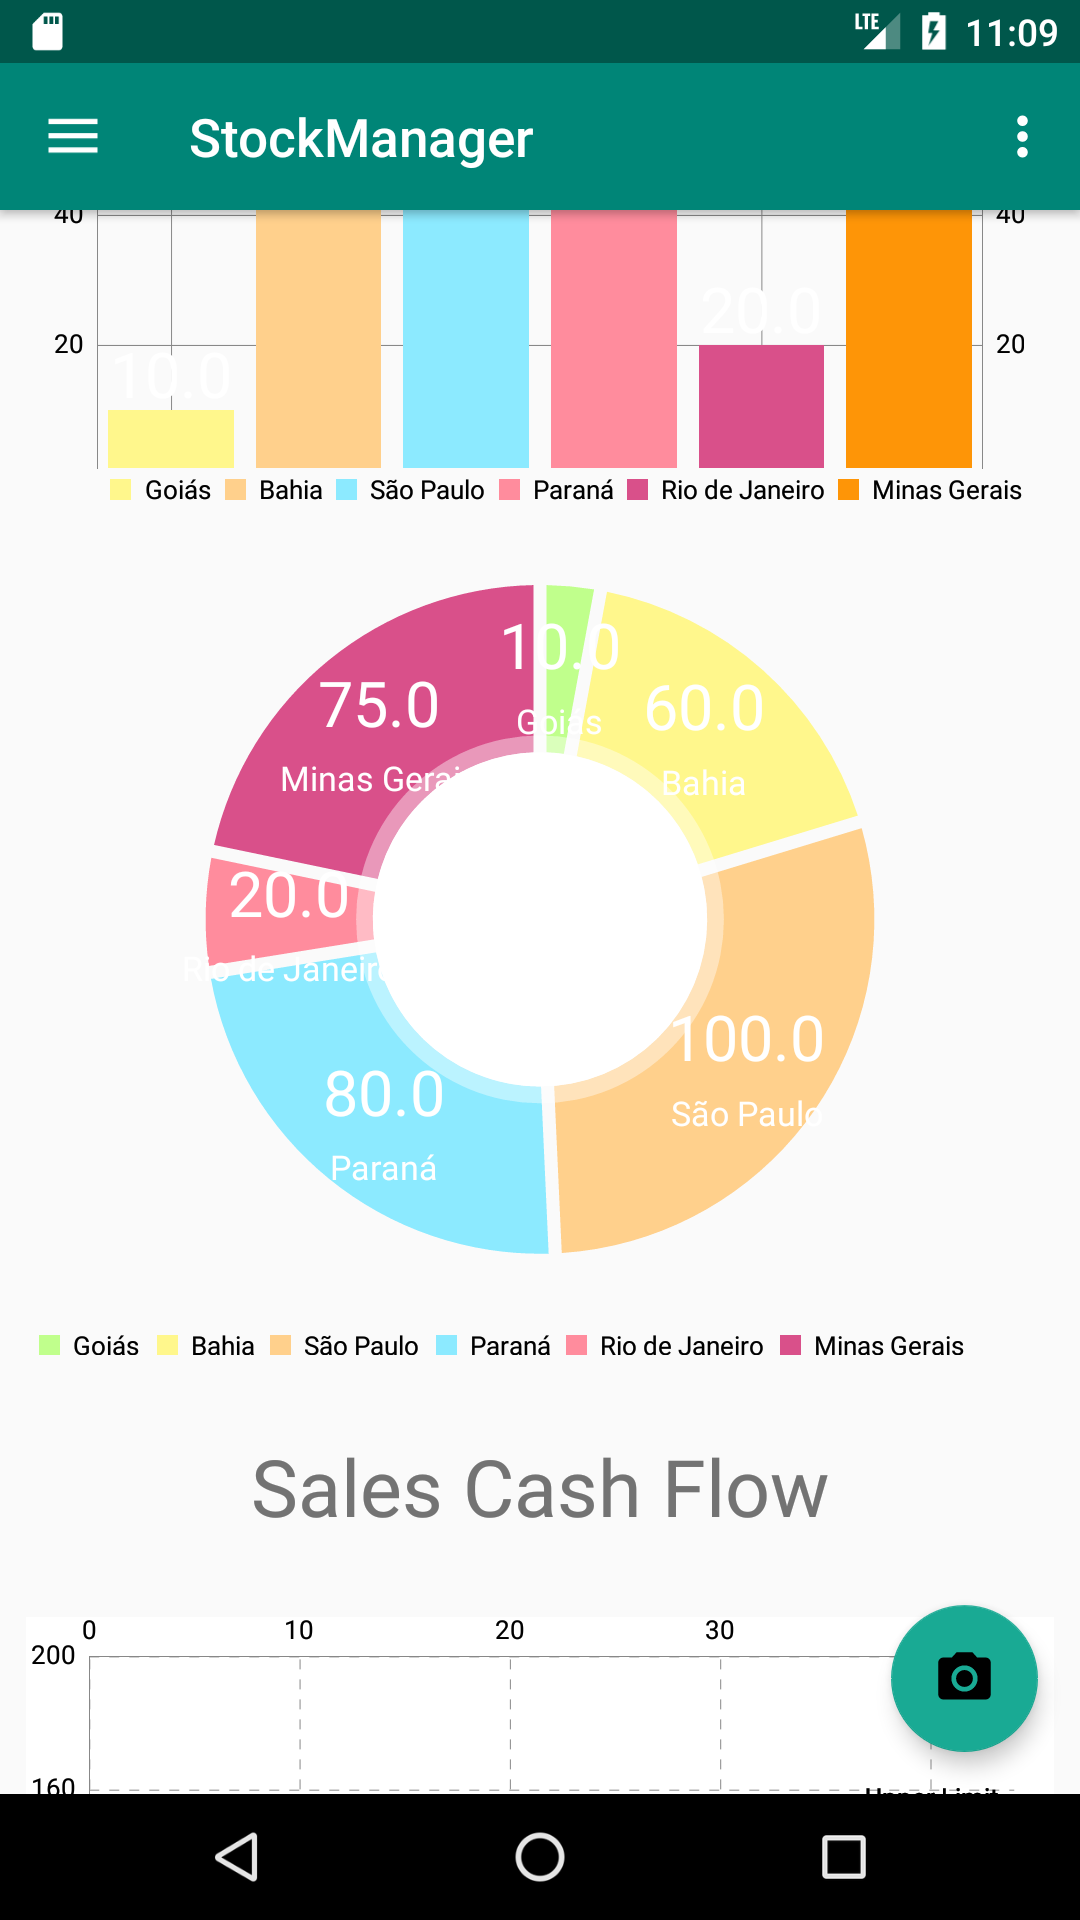 LTE 11:09
StockManager
40 40
20.0
20 20
10.0
Goiás Bahia São Paulo Paraná Rio de Janeiro Minas Gerais
10.0
75.0 60.0
Goiás
Minas Gerai Bahia
20.0
Rio de Janeiro
100.0
80.0
São Paulo
Paraná
Goiás Bahia São Paulo Paraná Rio de Janeiro Minas Gerais
Sales Cash Flow
0 10 20 30
200
160 Upper Limit